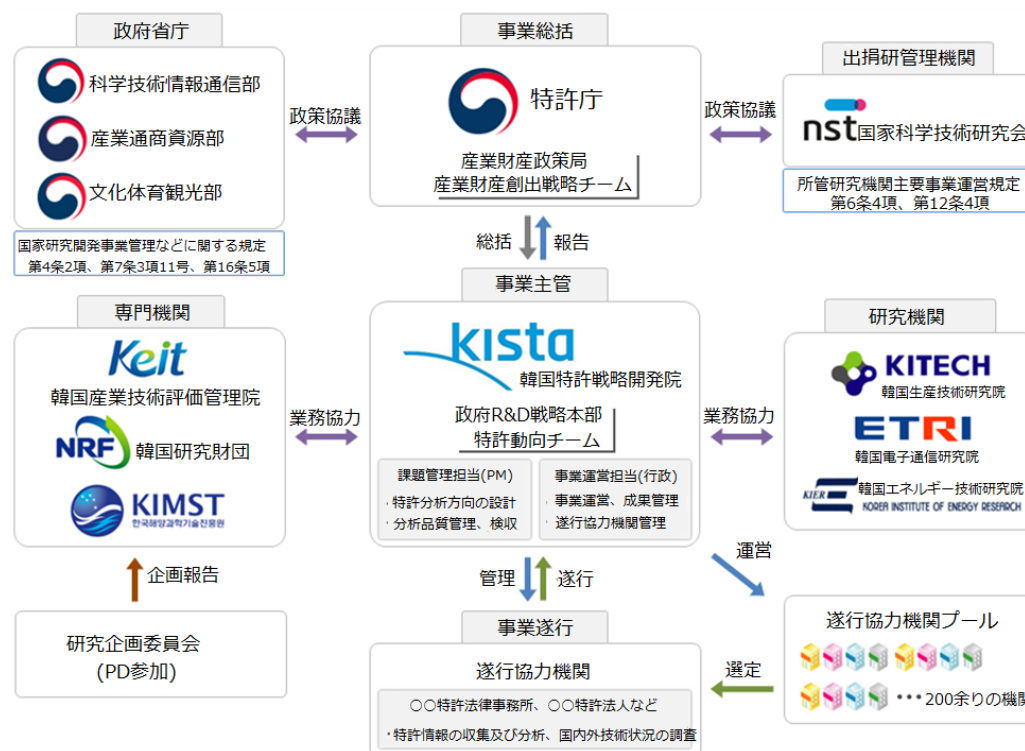 政府省庁
科学技術情報通信部
産業通商資源部
文化体育観光部
国家研究開発事業管理などに関する規定
第4条2項、第7条3項11号、第16条5項
政策協議
事業総括
特許庁
産業財産政策局
産業財産創出戦略チーム
政策協議
出捐研管理機関
nst国家科学技術研究会
所管研究機関主要事業運営規定
第6条4項、第12条4項
総括
報告
専門機関
Keit
韓国産業技術評価管理院
NRF 韓国研究財団
KIMST
한국해양과학기술진흥원
業務協力
事業主管
kista
韓国特許戦略開発院
政府R&D戦略本部
特許動向チーム
課題管理担当(PM)
・特許分析方向の設計
・分析品質管理、検収
事業運営担当(行政)
・事業運営、成果管理
・遂行協力機関管理
業務協力
研究機関
KITECH
韓国生産技術研究院
ETRI
韓国電子通信研究院
KIER 韓国エネルギー技術研究院
KOREA INSTITUTE OF ENERGY RESEARCH
企画報告
研究企画委員会
(PD参加)
管理
遂行
運営
事業遂行
遂行協力機関
○○特許法律事務所、○○特許法人など
・特許情報の収集及び分析、国内外技術状況の調査
選定
遂行協力機関プール
・・・200余りの機関